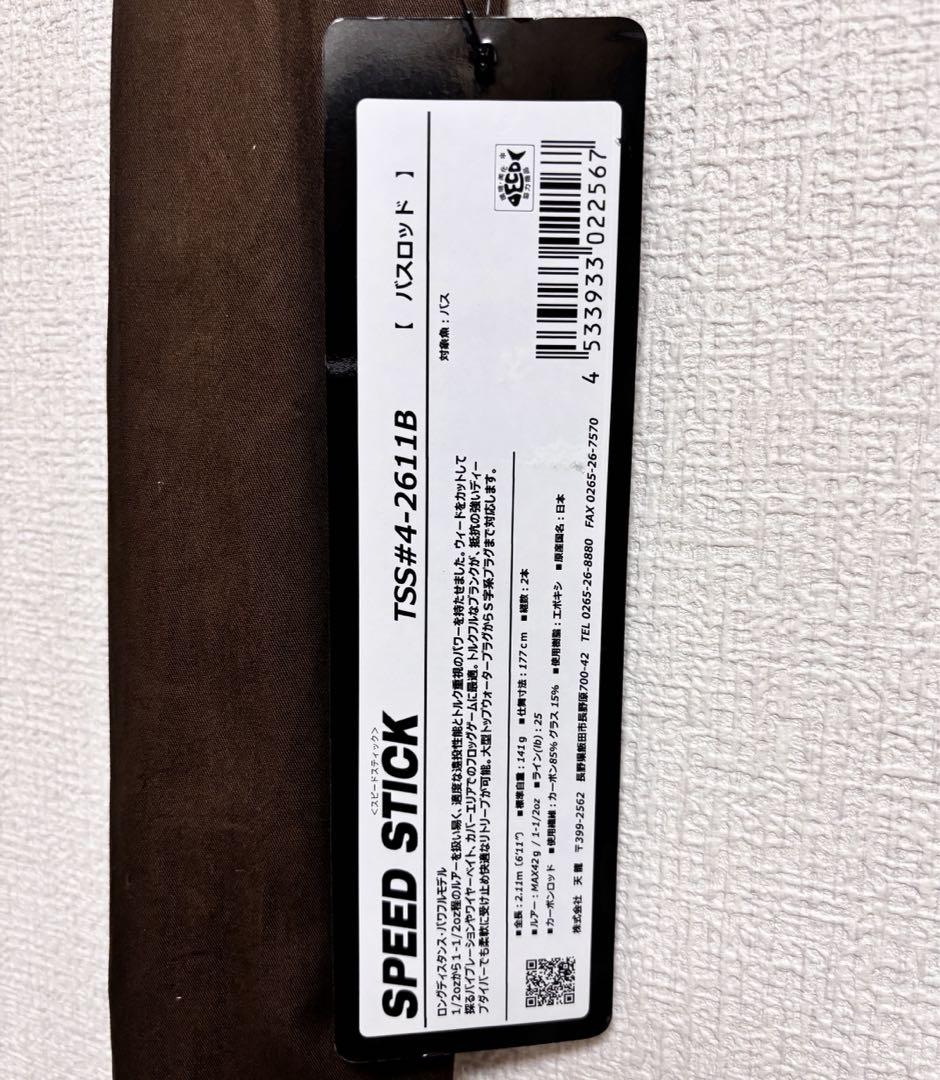 <スピードスティック>
SPEED STICK TSS#4-2611B 【 バスロッド 】
ロングディスタンス・パワフルモデル
対象魚：バス
1/2ozから1-1/2oz程のルアーを扱い易く、適度な遠投性能とトルク重視のパワーを持たせました。ウィードをカットして
探るバイブレーションやワイヤーベイト、カバーエリアでのフロッグゲームに最適。トルクフルなブランクが、抵抗の強いディー
プダイバーでも柔軟に受け止め快適なリトリーブが可能。大型トップウォータープラグからS字系プラグまで対応します。
■全長：2.11m（6'11"） ■標準自重：141g ■仕舞寸法：177cm ■継数：2本
■ルアー：MAX42g / 1-1/2oz ■ライン(lb)：25
■カーボンロッド ■使用繊維：カーボン85% グラス15% ■使用樹脂：エポキシ ■原産国名：日本
株式会社 天龍 〒399-2562 長野県飯田市長野原700-42 TEL 0265-26-8880 FAX 0265-26-7570
4 533933 022567